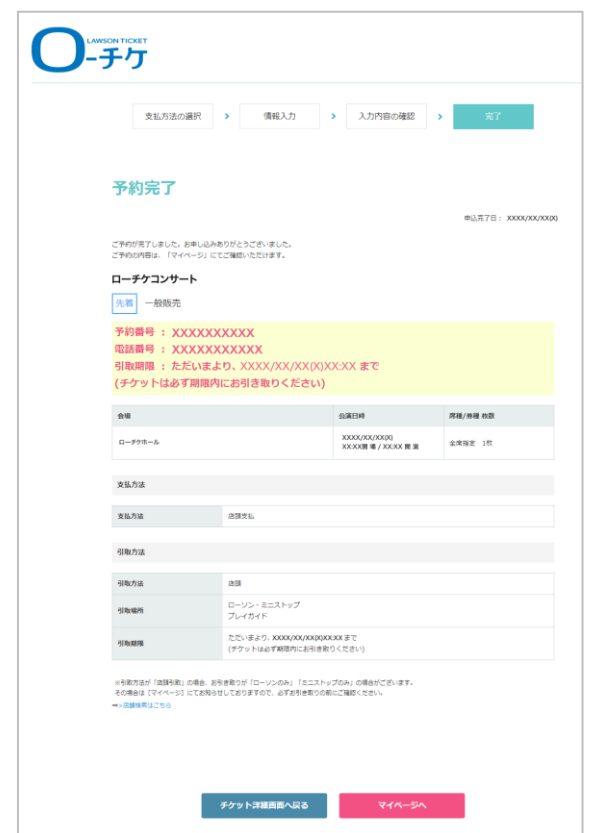 LAWSON TICKET
ローチケ
支払方法の選択 > 情報入力 > 入力内容の確認 > 完了
予約完了
申込完了日： XXXX/XX/XX(X)
ご予約が完了しました。お申し込みありがとうございました。
ご予約の内容は、「マイページ」にてご確認いただけます。
ローチケコンサート
先着 一般販売
予約番号 ： XXXXXXXXXX
電話番号 ： XXXXXXXXXXX
引取期限 ： ただいまより、XXXX/XX/XX(X)XX:XX まで
(チケットは必ず期限内にお引き取りください)
会場 公演日時 席種/券種 枚数
ローチケホール XXXX/XX/XX(X) 全席指定 1枚
XX:XX開 場 / XX:XX 開 演
支払方法
支払方法 店頭支払
引取方法
引取方法 店頭
引取場所 ローソン・ミニストップ
プレイガイド
引取期限 ただいまより、XXXX/XX/XX(X)XX:XX まで
(チケットは必ず期限内にお引き取りください)
※引取方法が「店頭引取」の場合、お引き取りが「ローソンのみ」「ミニストップのみ」の場合がございます。
その場合は [マイページ] にてお知らせしておりますので、必ずお引き取りの前にご確認ください。
⇒>店舗検索はこちら
チケット詳細画面へ戻る マイページへ